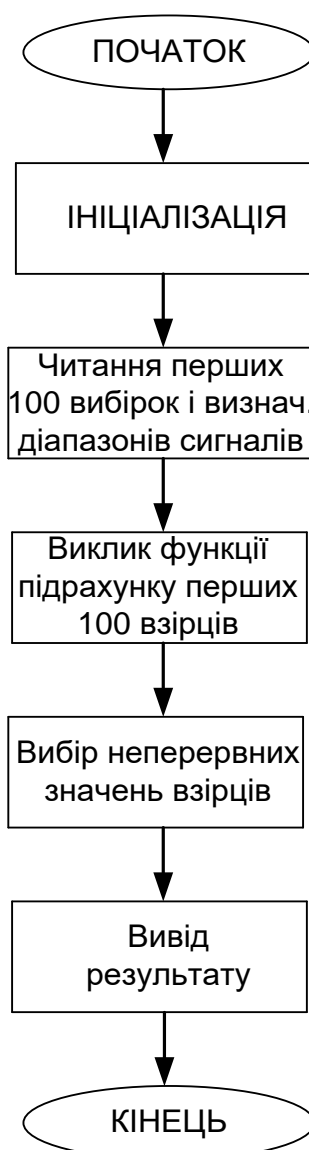 ПОЧАТОК
ІНІЦІАЛІЗАЦІЯ
Читання перших
100 вибірок і визнач.
діапазонів сигналів
Виклик функції
підрахунку перших
100 взірців
Вибір неперервних
значень взірців
Вивід
результату
КІНЕЦЬ